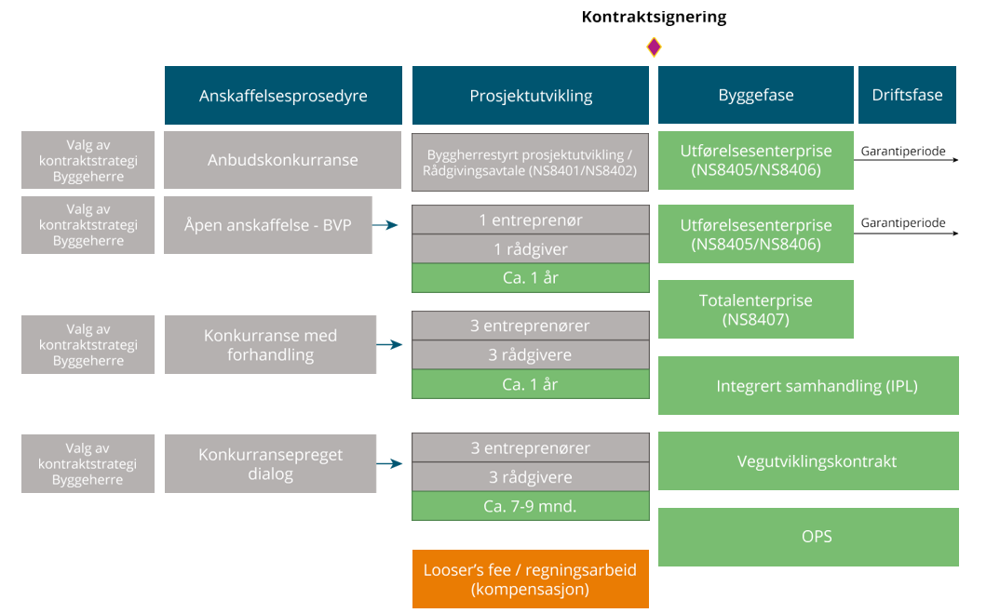 Kontraktsignering
Anskaffelsesprosedyre
Prosjektutvikling
Byggefase
Driftsfase
Valg av
kontraktstrategi
Byggeherre
Anbudskonkurranse
Byggherrestyrt prosjektutvikling /
Rådgivingsavtale (NS8401/NS8402)
Utførelsesenterprise
(NS8405/NS8406)
Garantiperiode
Valg av
kontraktstrategi
Byggeherre
Åpen anskaffelse - BVP
1 entreprenør
1 rådgiver
Ca. 1 år
Utførelsesenterprise
(NS8405/NS8406)
Garantiperiode
Totalenterprise
(NS8407)
Valg av
kontraktstrategi
Byggeherre
Konkurranse med
forhandling
3 entreprenører
3 rådgivere
Ca. 1 år
Integrert samhandling (IPL)
Valg av
kontraktstrategi
Byggeherre
Konkurransepreget
dialog
3 entreprenører
3 rådgivere
Ca. 7-9 mnd.
Vegutviklingskontrakt
OPS
Looser's fee / regningsarbeid
(kompensasjon)